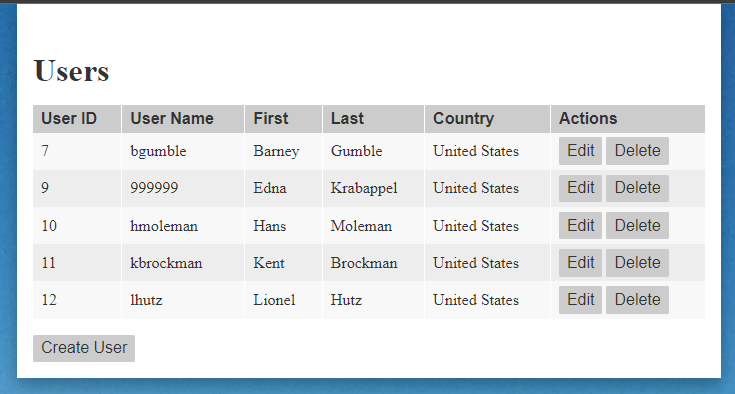 Users
User ID User Name First Last Country Actions
7 bgumble Barney Gumble United States Edit Delete
9 999999 Edna Krabappel United States Edit Delete
10 hmoleman Hans Moleman United States Edit Delete
11 kbrockman Kent Brockman United States Edit Delete
12 lhutz Lionel Hutz United States Edit Delete
Create User